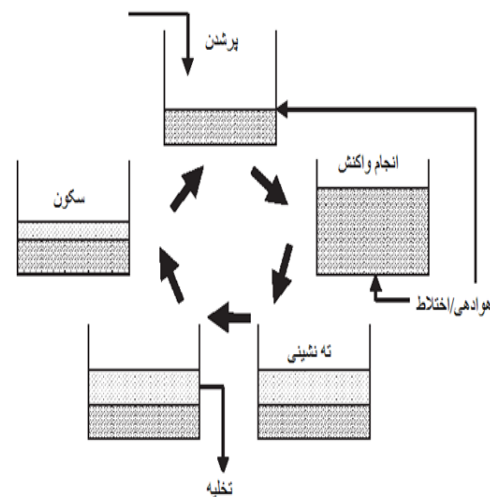 پرشدن
انجام واکنش
هوادهی/اختلاط
ته نشینی
تخلیه
سکون